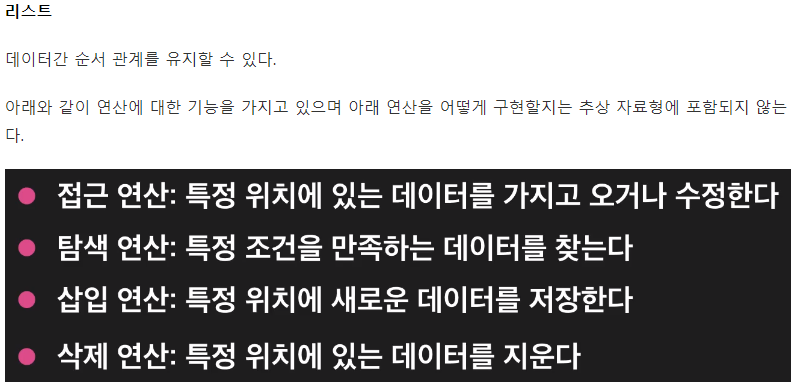 리스트
데이터간 순서 관계를 유지할 수 있다.
아래와 같이 연산에 대한 기능을 가지고 있으며 아래 연산을 어떻게 구현할지는 추상 자료형에 포함되지 않는
다.
접근 연산: 특정 위치에 있는 데이터를 가지고 오거나 수정한다
탐색 연산: 특정 조건을 만족하는 데이터를 찾는다
삽입 연산: 특정 위치에 새로운 데이터를 저장한다
삭제 연산: 특정 위치에 있는 데이터를 지운다